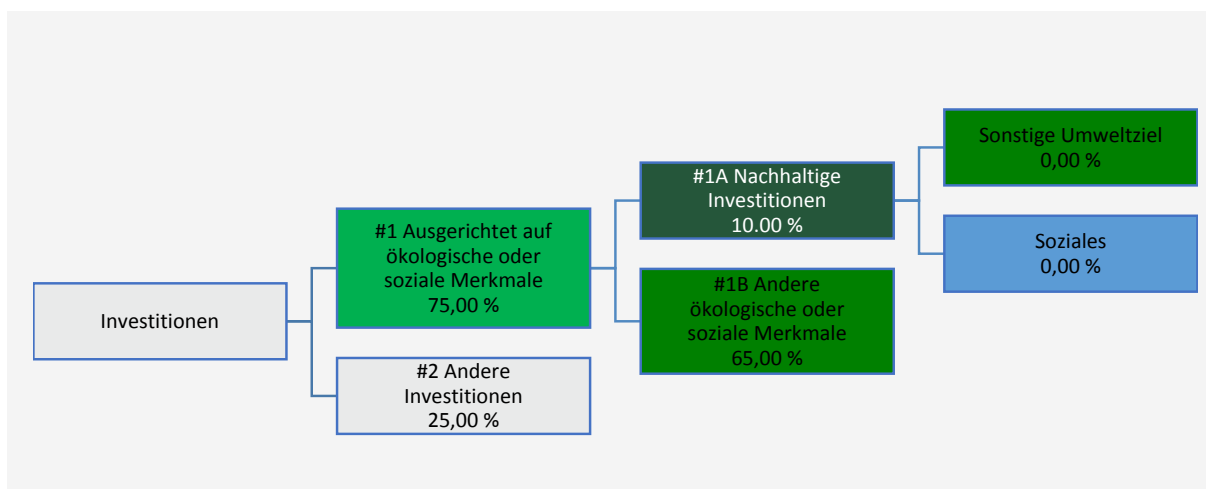 Investitionen
#1 Ausgerichtet auf
ökologische oder
soziale Merkmale
75,00 %
#2 Andere
Investitionen
25,00 %
#1A Nachhaltige
Investitionen
10.00 %
#1B Andere
ökologische oder
soziale Merkmale
65,00 %
Sonstige Umweltziel
0,00 %
Soziales
0,00 %